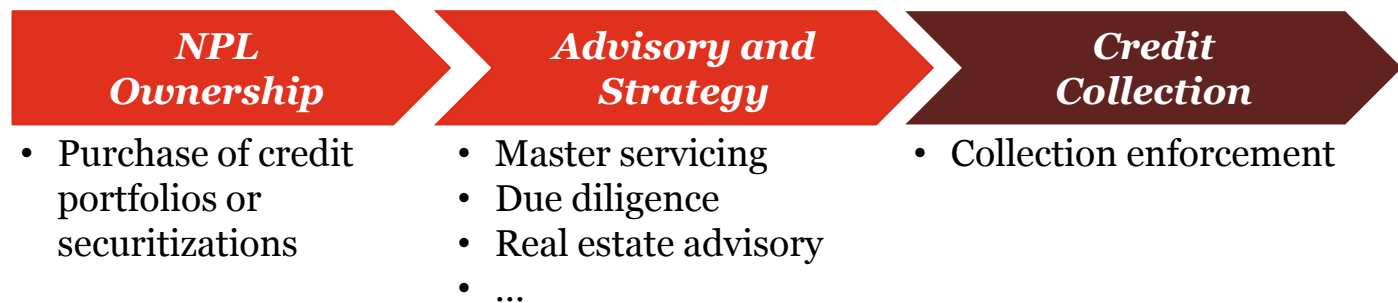 NPL
Ownership
• Purchase of credit
portfolios or
securitizations
Advisory and
Strategy
• Master servicing
• Due diligence
• Real estate advisory
• ...
Credit
Collection
• Collection enforcement